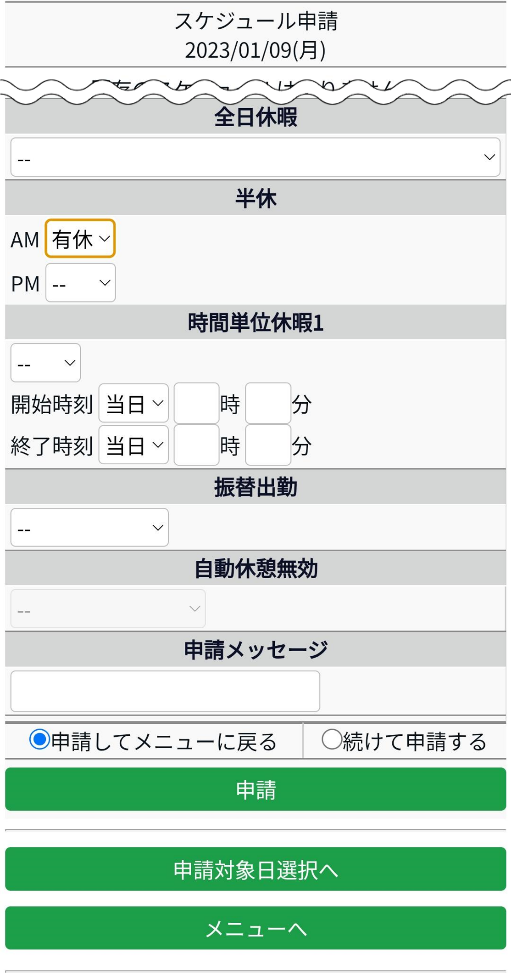 スケジュール申請
2023/01/09(月)
全日休暇
--
半休
AM 有休
PM --
時間単位休暇1
--
開始時刻 当日 時 分
終了時刻 当日 時 分
振替出勤
--
自動休憩無効
--
申請メッセージ
申請してメニューに戻る 続けて申請する
申請
申請対象日選択へ
メニューへ